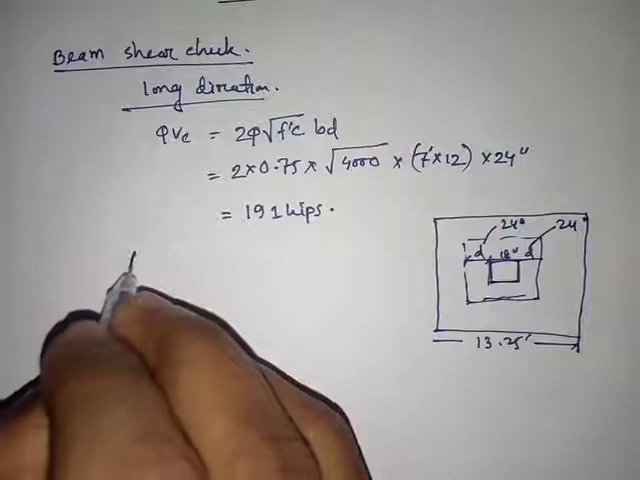 Beam shear check.
long direction.
φVc = 2φ√f'c bd
= 2×0.75×√4000 × (7'×12) ×24"
= 191 kips.
24" 24"
d 18" d
13.25'